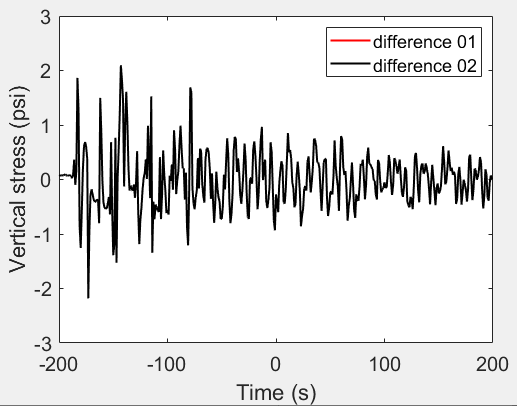 difference 01
difference 02
3
2
1
0
-1
-2
-3
Vertical stress (psi)
-200 -100 0 100 200
Time (s)